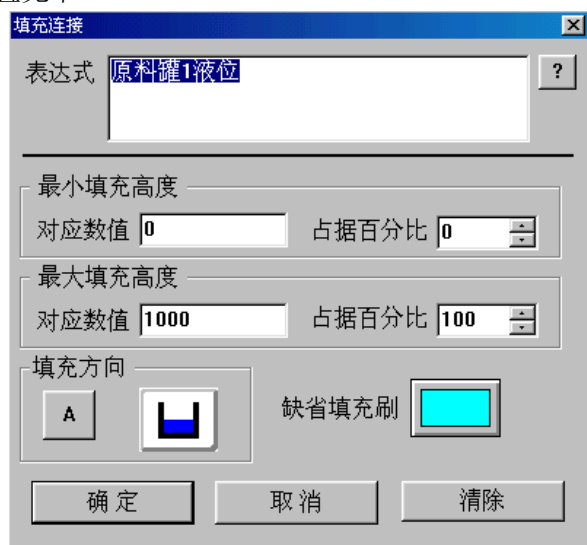 填充连接
表达式 原料罐1液位 ?
最小填充高度
对应数值 0 占据百分比 0
最大填充高度
对应数值 1000 占据百分比 100
填充方向
A 缺省填充刷
确定 取消 清除